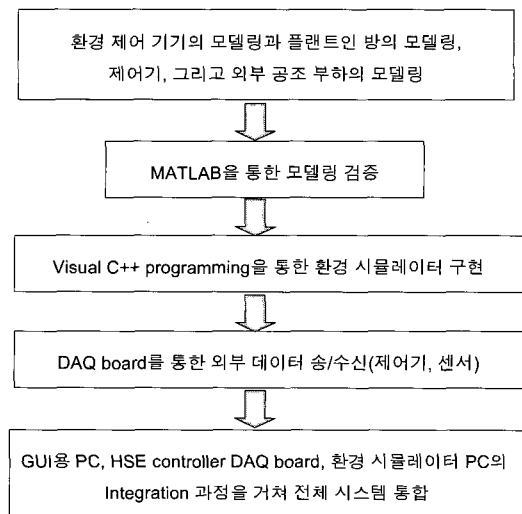 환경 제어 기기의 모델링과 플랜트인 방의 모델링,
제어기, 그리고 외부 공조 부하의 모델링
MATLAB을 통한 모델링 검증
Visual C++ programming을 통한 환경 시뮬레이터 구현
DAQ board를 통한 외부 데이터 송/수신(제어기, 센서)
GUI용 PC, HSE controller DAQ board, 환경 시뮬레이터 PC의
Integration 과정을 거쳐 전체 시스템 통합